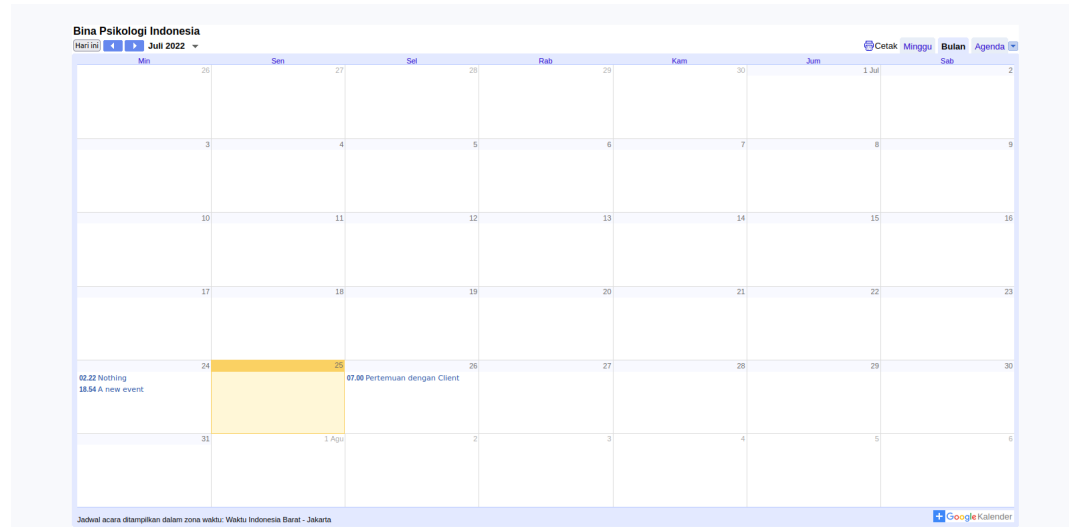 Bina Psikologi Indonesia
Hari ini Juli 2022 Cetak Minggu Bulan Agenda
Min Sen Sel Rab Kam Jum Sab
26 27 28 29 30 1 Jul 2
3 4 5 6 7 8 9
10 11 12 13 14 15 16
17 18 19 20 21 22 23
24 25 26 27 28 29 30
02.22 Nothing 07.00 Pertemuan dengan Client
18.54 A new event
31 1 Agu 2 3 4 5 6
Jadwal acara ditampilkan dalam zona waktu: Waktu Indonesia Barat - Jakarta
Google Kalender